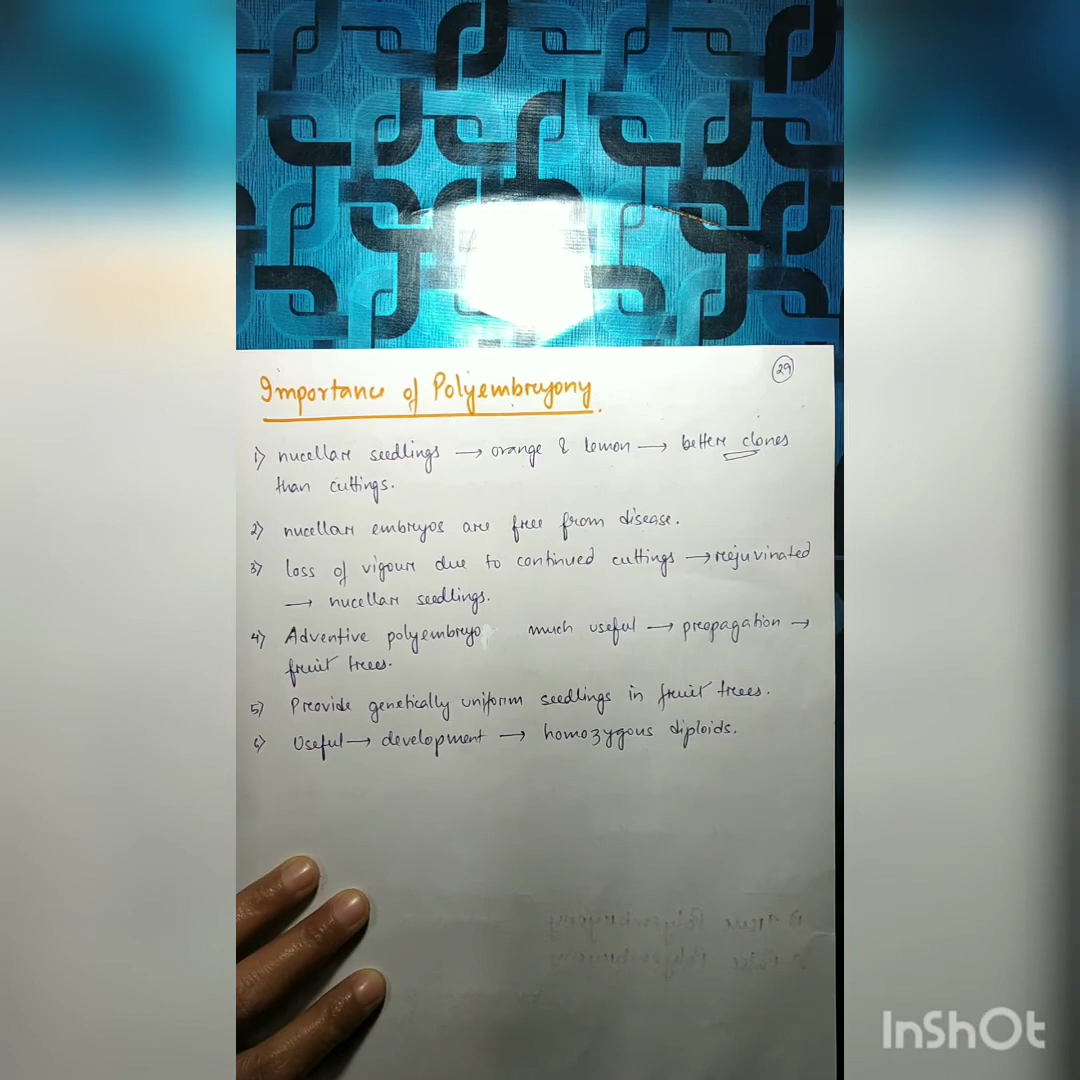 29
Importance of Polyembryony.
1) nucellar seedlings → orange & lemon → better clones
than cuttings.
2) nucellar embryos are free from disease.
3) loss of vigour due to continued cuttings → rejuvinated
→ nucellar seedlings.
4) Adventive polyembryo much useful → propagation →
fruit trees.
5) Provide genetically uniform seedlings in fruit trees.
6) Useful → development → homozygous diploids.
InShOt